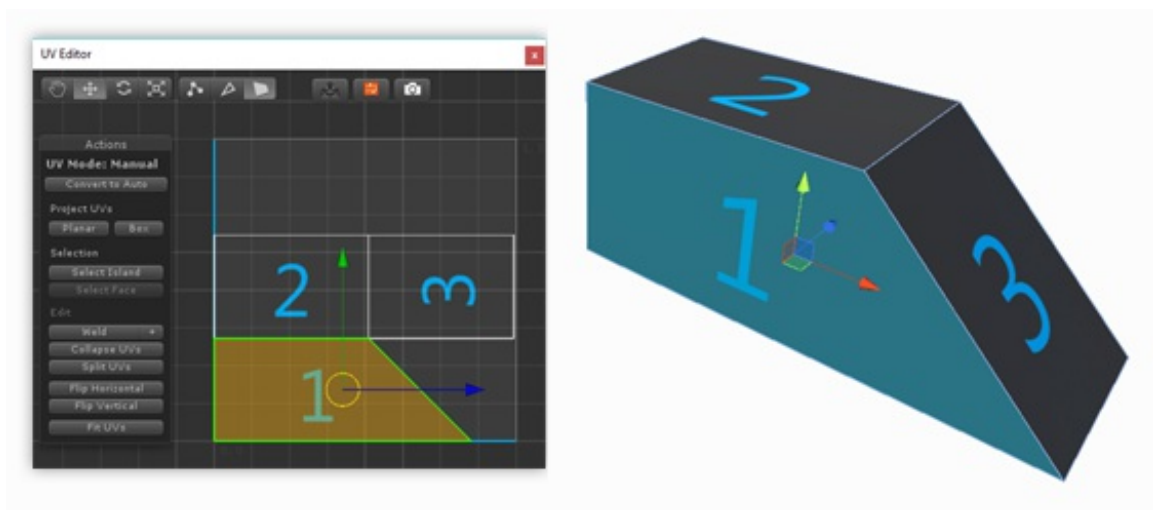 UV Editor
x
Actions
UV Mode: Manual
Convert to Auto
Project UVs
Planar Box
Selection
Select Island
Select Face
Edit
Weld +
Collapse UVs
Split UVs
Flip Horizontal
Flip Vertical
Fit UVs
2 3
1
2
1
3